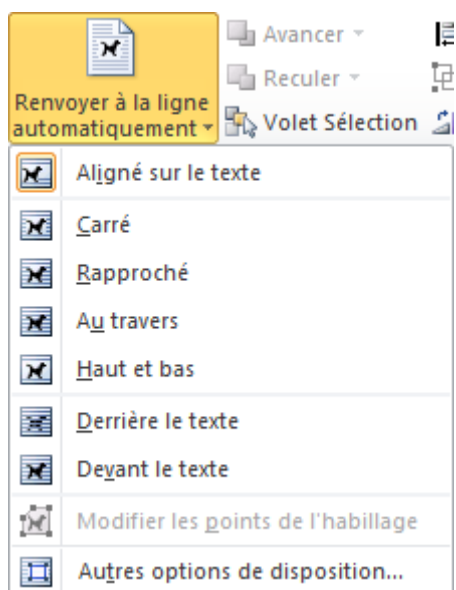 Avancer
Reculer
Renvoyer à la ligne
automatiquement
Volet Sélection
Aligné sur le texte
Carré
Rapproché
Au travers
Haut et bas
Derrière le texte
Devant le texte
Modifier les points de l'habillage
Autres options de disposition...